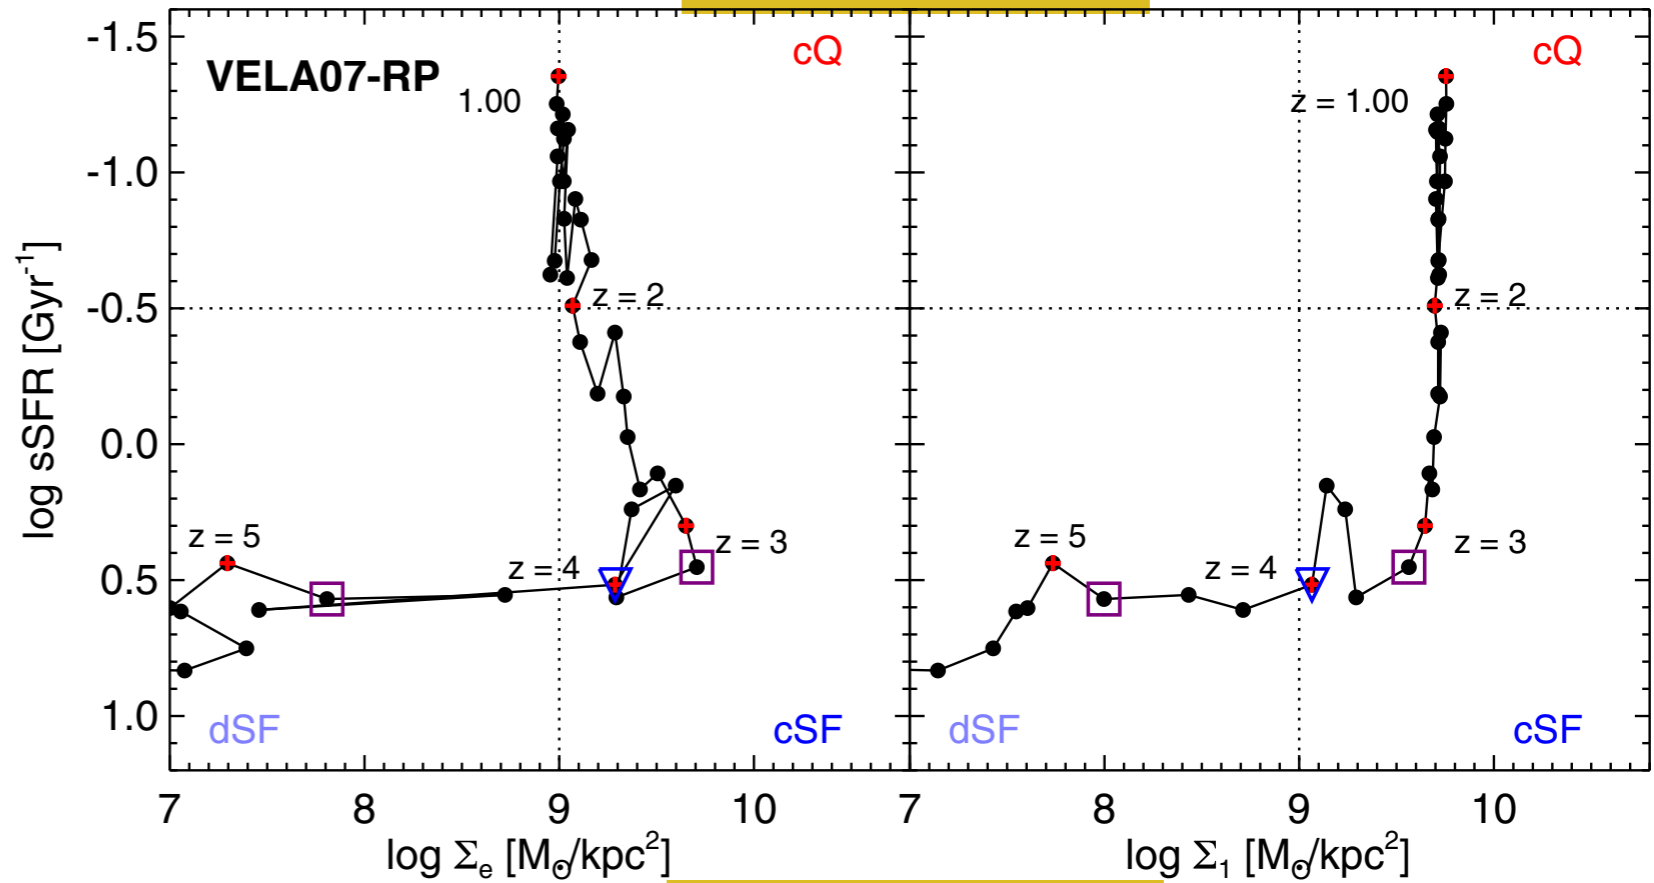 VELA07-RP
cQ
cQ
1.00
z = 1.00
z = 2
z = 2
z = 5
z = 4
z = 3
z = 5
z = 4
z = 3
dSF
cSF
dSF
cSF
-1.5
-1.0
-0.5
0.0
0.5
1.0
log sSFR [Gyr⁻¹]
7 8 9 10
7 8 9 10
log Σₑ [M☉/kpc²]
log Σ₁ [M☉/kpc²]